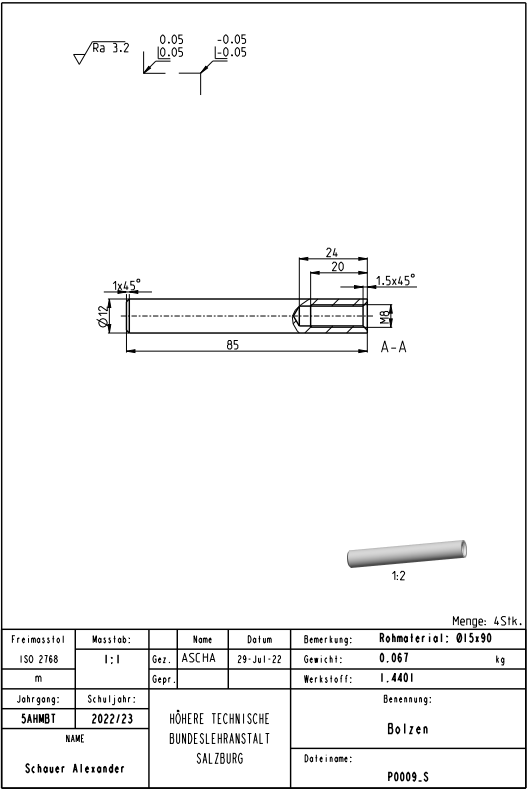 Ra 3.2
0.05 -0.05
0.05 -0.05
24
20
1x45° 1.5x45°
Ø12
M8
85
A-A
1:2
Menge: 4Stk.
Freimasstol Masstab: Name Datum Bemerkung: Rohmaterial: Ø15x90
ISO 2768 1:1 Gez. ASCHA 29-Jul-22 Gewicht: 0.067 kg
m Gepr. Werkstoff: 1.4401
Jahrgang: Schuljahr: Benennung:
5AHMBT 2022/23
HÖHERE TECHNISCHE
BUNDESLEHRANSTALT
SALZBURG
Bolzen
NAME
Schauer Alexander
Dateiname:
P0009_S